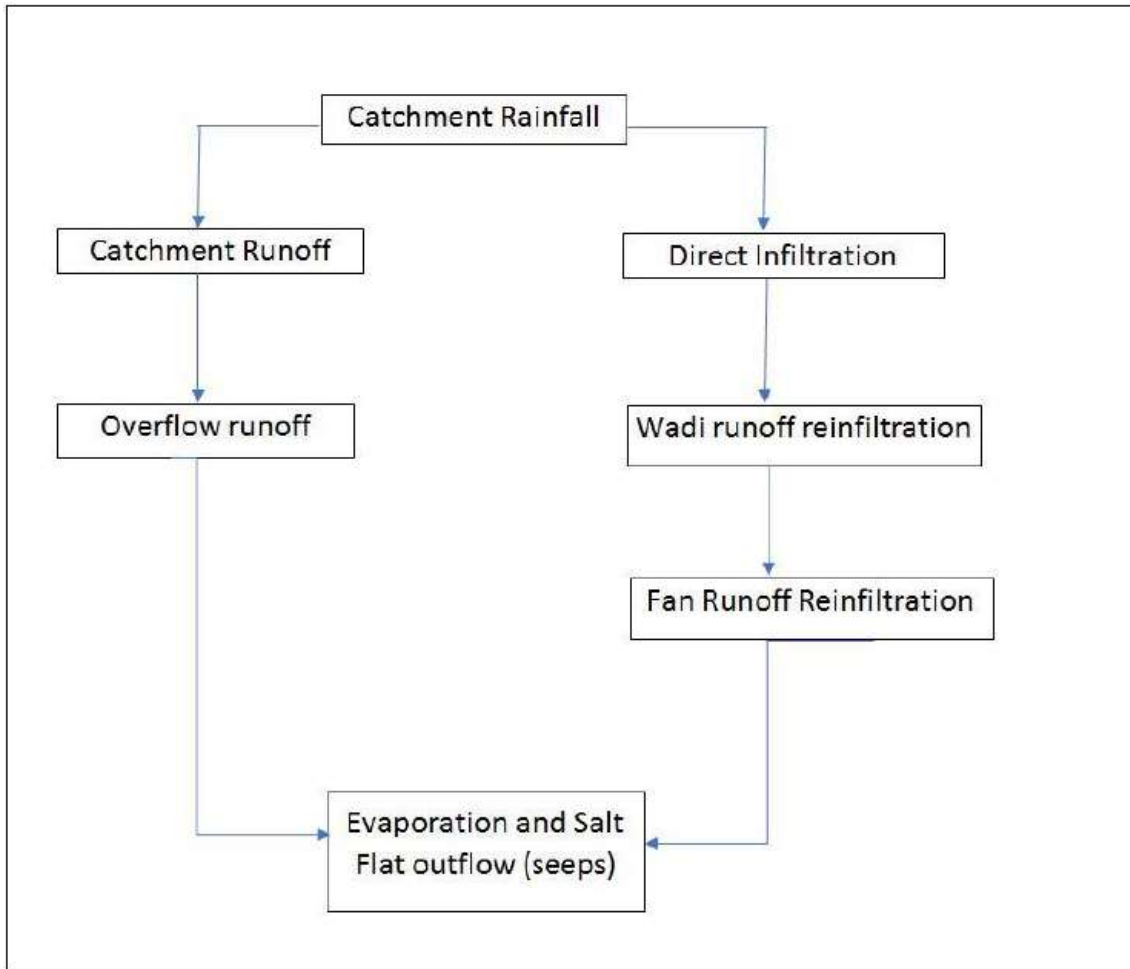 Catchment Rainfall
Catchment Runoff
Direct Infiltration
Overflow runoff
Wadi runoff reinfiltration
Fan Runoff Reinfiltration
Evaporation and Salt
Flat outflow (seeps)